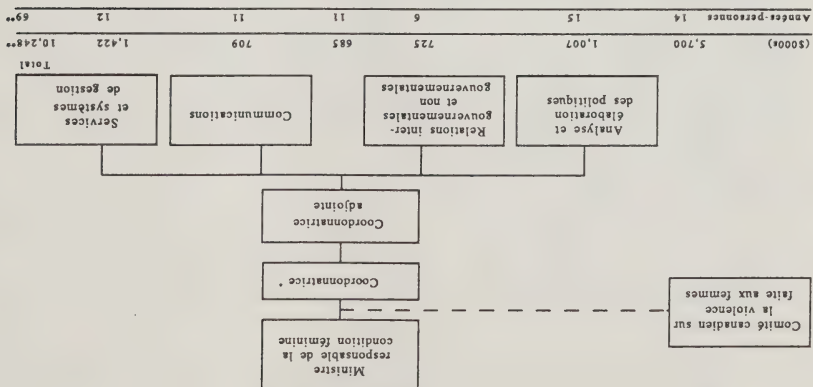 Ministre
responsable de la
condition féminine
Comité canadien sur
la violence
faite aux femmes
Coordonnatrice *
Coordonnatrice
adjointe
Analyse et
élaboration
des politiques
Relations inter-
gouvernementales
et non
gouvernementales
Communications
Services
et systèmes
de gestion
Total
($000s) 5,700 1,007 725 685 709 1,422 10,248**
Années-personnes 14 15 6 11 11 12 69**